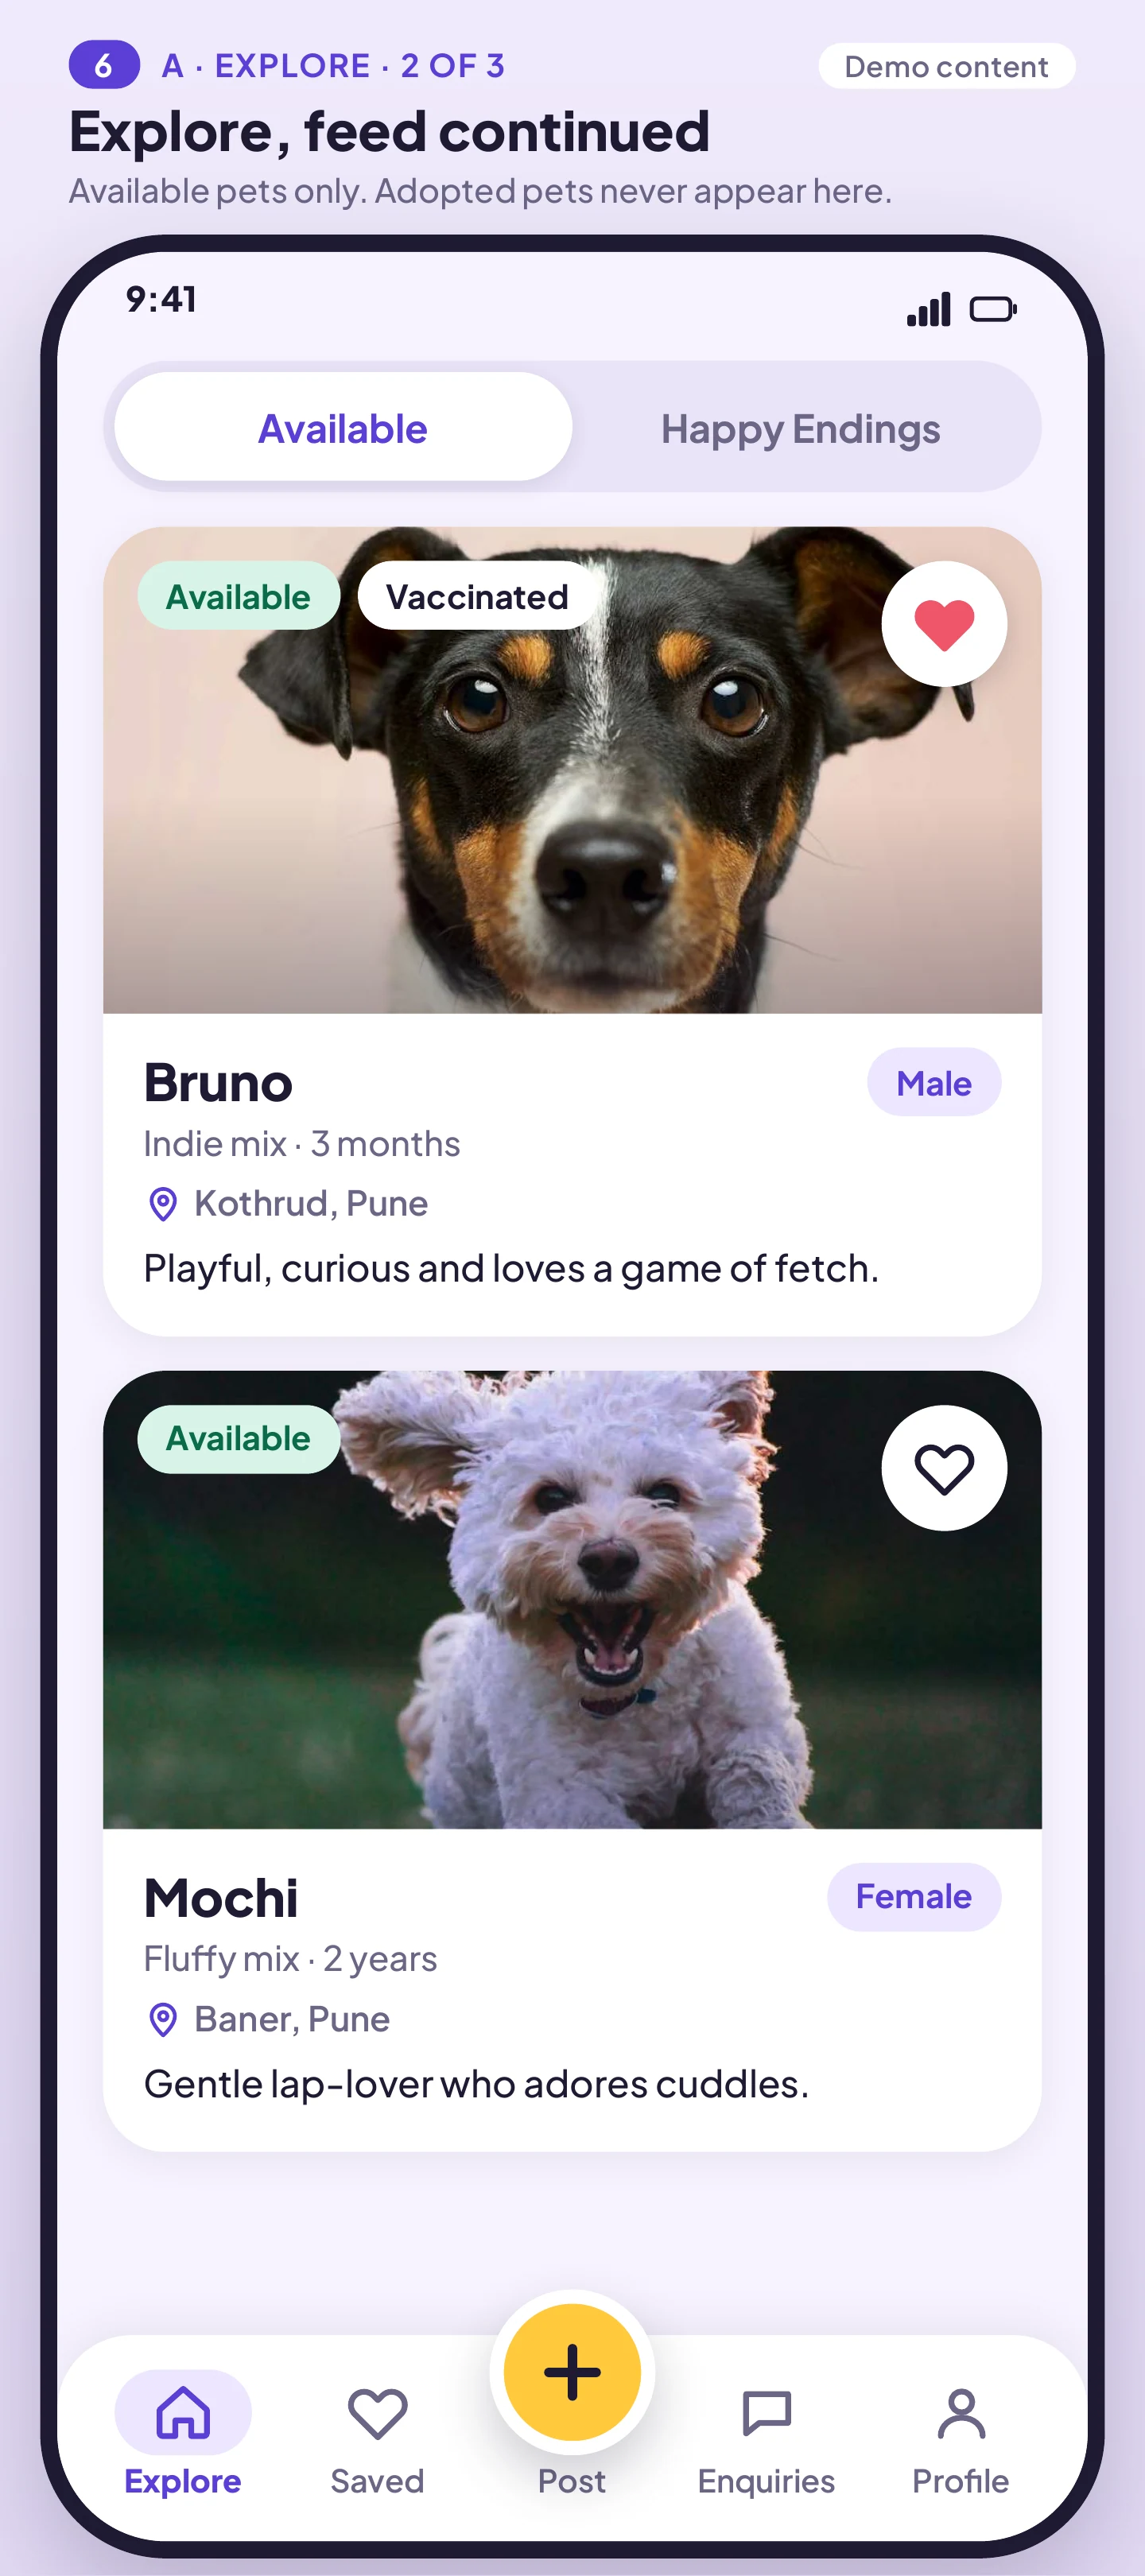 6 A · EXPLORE · 2 OF 3 Demo content
Explore, feed continued
Available pets only. Adopted pets never appear here.
9:41
Available Happy Endings
Available Vaccinated
Bruno Male
Indie mix · 3 months
Kothrud, Pune
Playful, curious and loves a game of fetch.
Available
Mochi Female
Fluffy mix · 2 years
Baner, Pune
Gentle lap-lover who adores cuddles.
Explore Saved Post Enquiries Profile